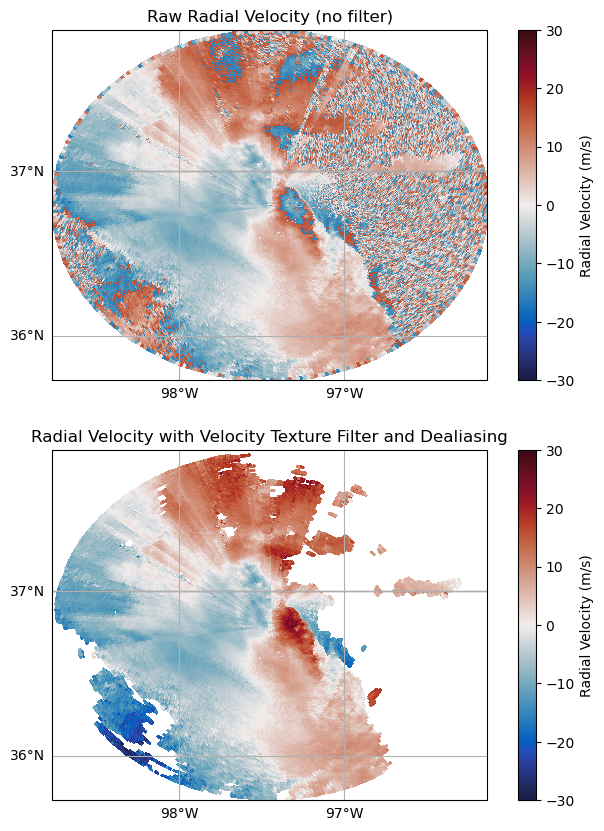 Raw Radial Velocity (no filter)
37°N
36°N
98°W
97°W
30
20
10
0
−10
−20
−30
Radial Velocity (m/s)
Radial Velocity with Velocity Texture Filter and Dealiasing
37°N
36°N
98°W
97°W
30
20
10
0
−10
−20
−30
Radial Velocity (m/s)